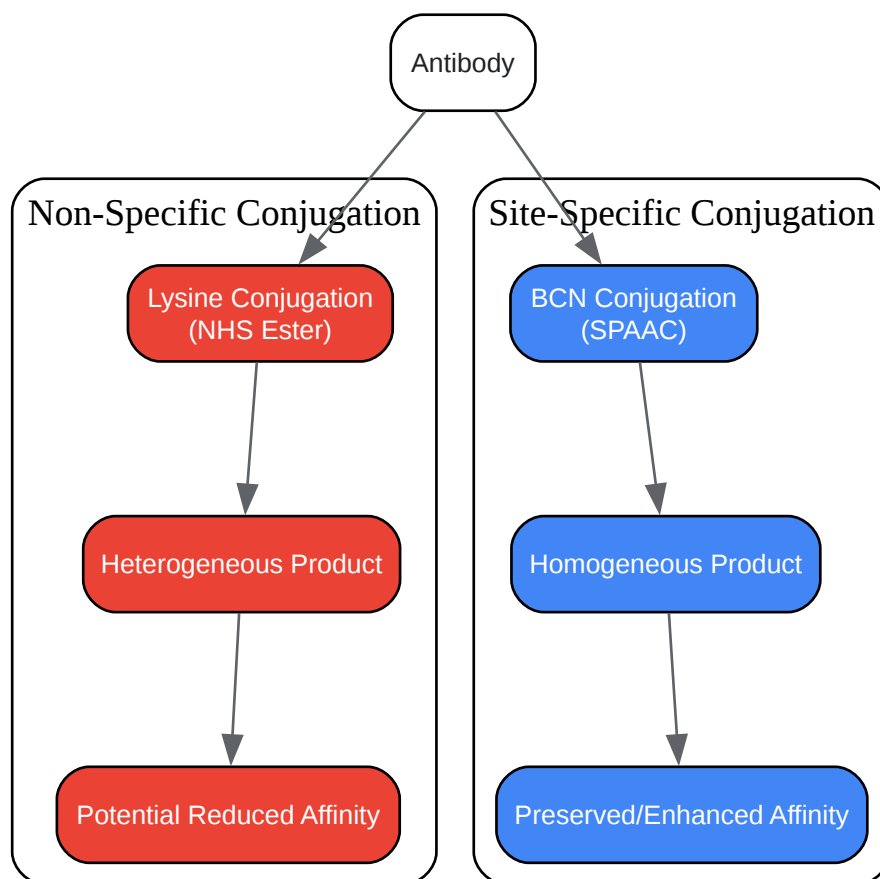 Antibody
Non-Specific Conjugation
Site-Specific Conjugation
Lysine Conjugation
(NHS Ester)
BCN Conjugation
(SPAAC)
Heterogeneous Product
Homogeneous Product
Potential Reduced Affinity
Preserved/Enhanced Affinity